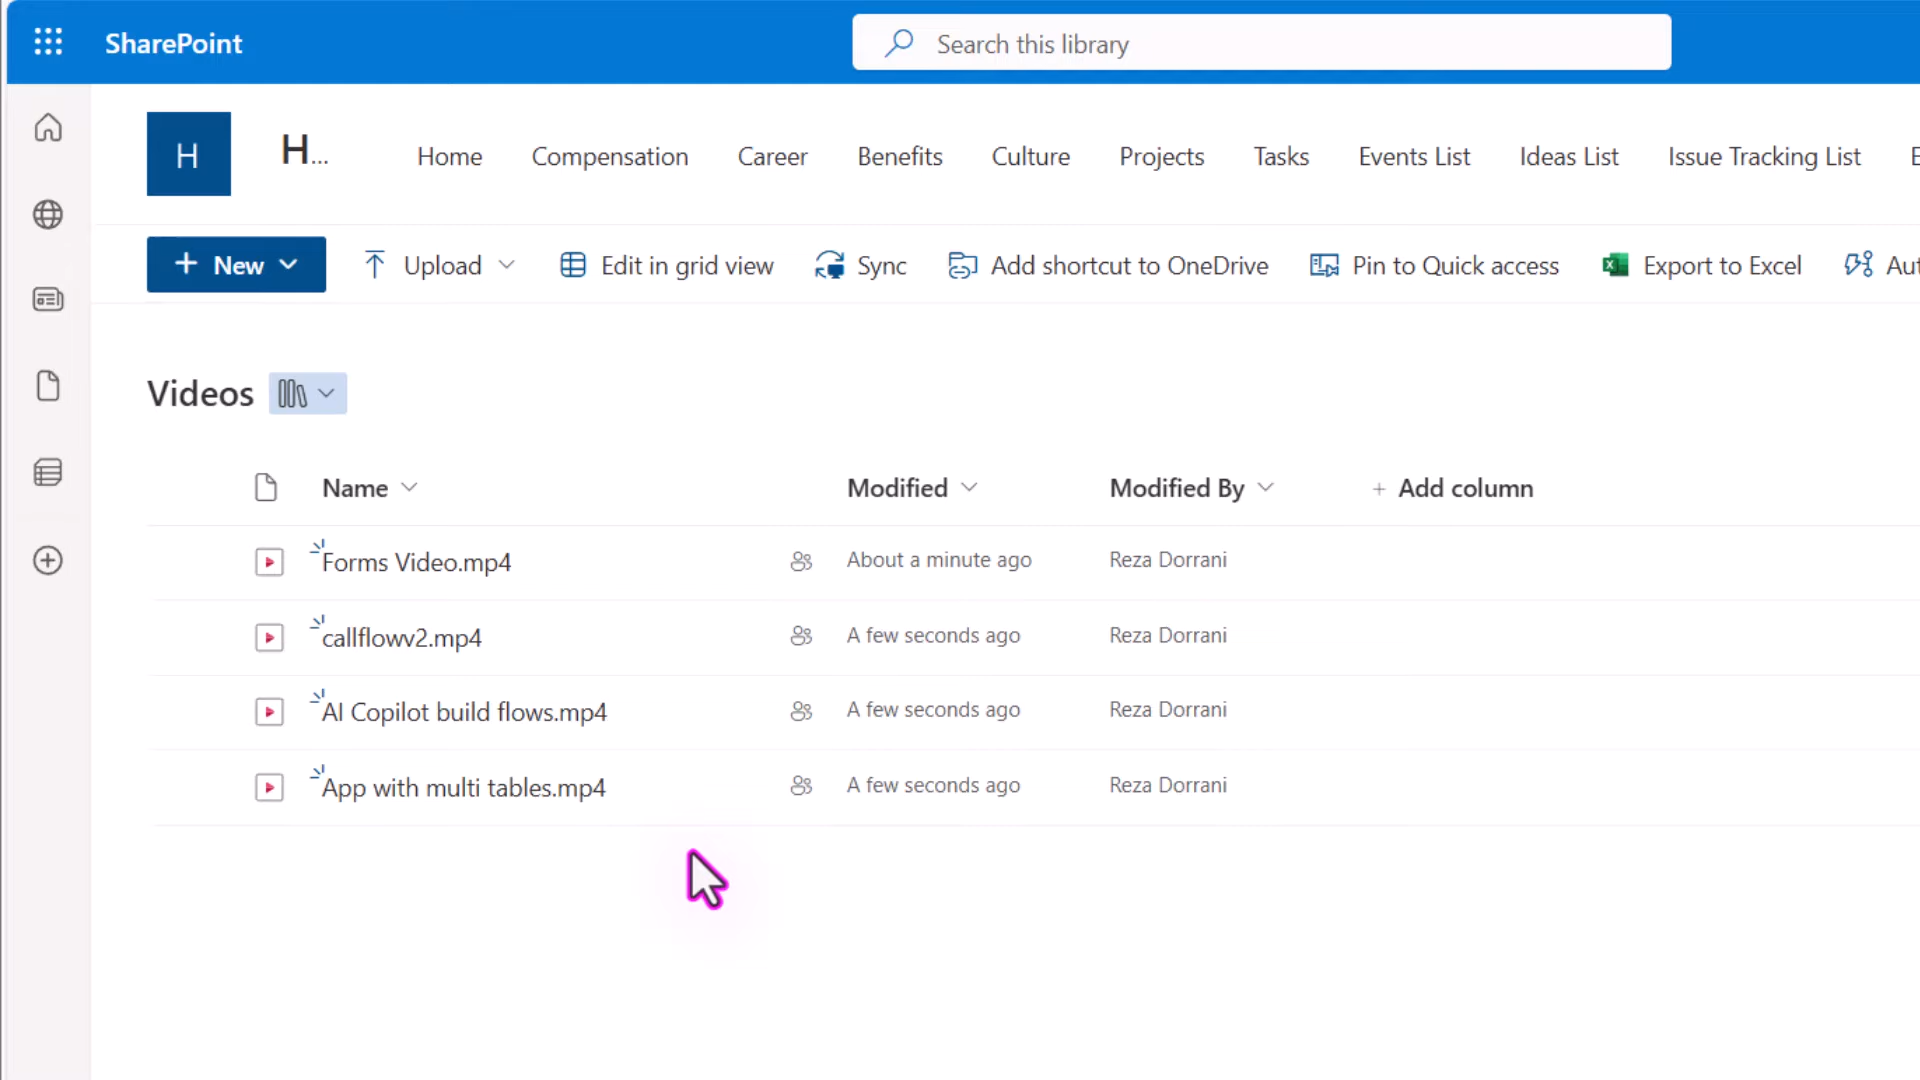 SharePoint
Search this library
H
H...
Home Compensation Career Benefits Culture Projects Tasks Events List Ideas List Issue Tracking List
New Upload Edit in grid view Sync Add shortcut to OneDrive Pin to Quick access Export to Excel
Videos
Name Modified Modified By + Add column
Forms Video.mp4 About a minute ago Reza Dorrani
callflowv2.mp4 A few seconds ago Reza Dorrani
AI Copilot build flows.mp4 A few seconds ago Reza Dorrani
App with multi tables.mp4 A few seconds ago Reza Dorrani